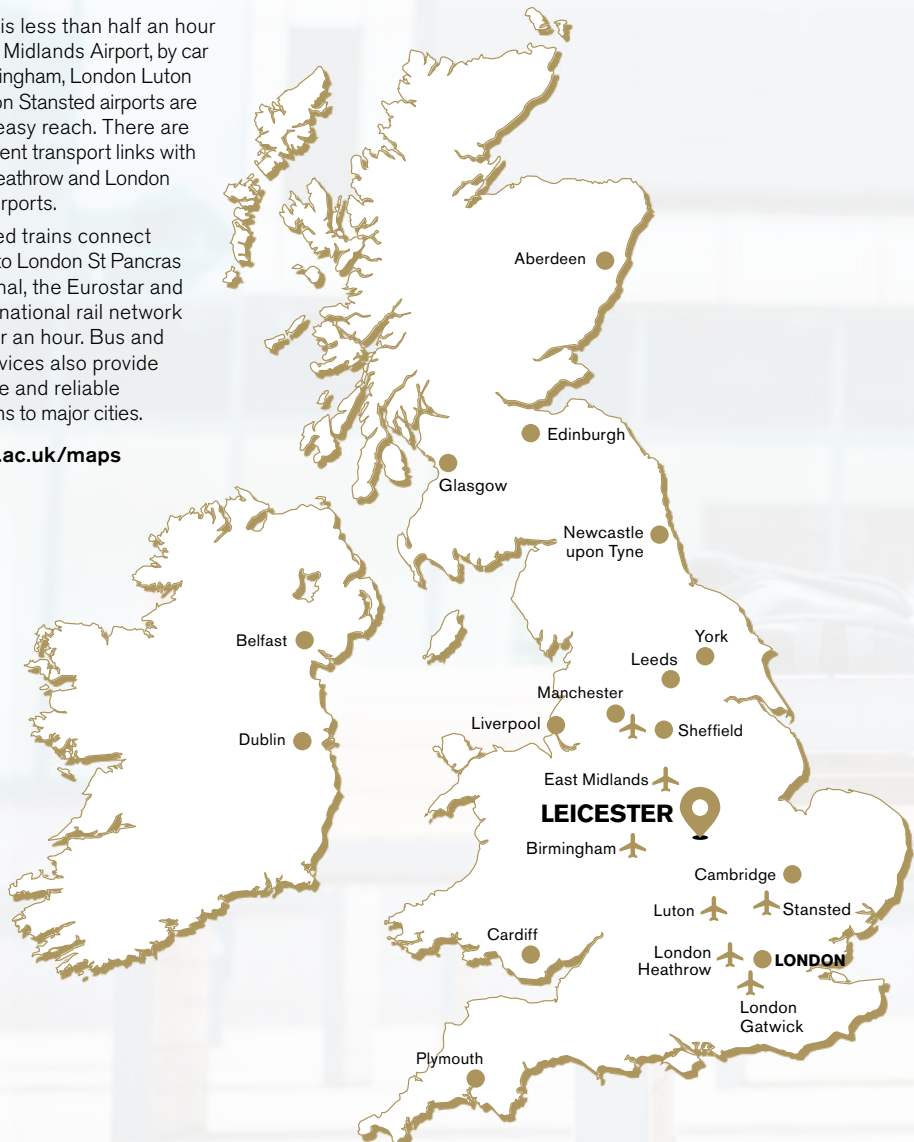 is less than half an hour
Midlands Airport, by car
ingham, London Luton
on Stansted airports are
easy reach. There are
ent transport links with
eathrow and London
irports.
ed trains connect
to London St Pancras
nal, the Eurostar and
national rail network
r an hour. Bus and
vices also provide
e and reliable
ns to major cities.
.ac.uk/maps
Aberdeen
Edinburgh
Glasgow
Newcastle
upon Tyne
Belfast
York
Leeds
Manchester
Liverpool
Sheffield
Dublin
East Midlands
LEICESTER
Birmingham
Cambridge
Luton
Stansted
Cardiff
London
Heathrow
LONDON
London
Gatwick
Plymouth